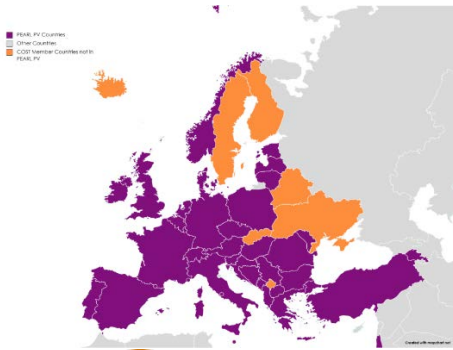 PEARL PV Countries
Other Countries
COST Member Countries not in
PEARL PV
Created with mapchart.net